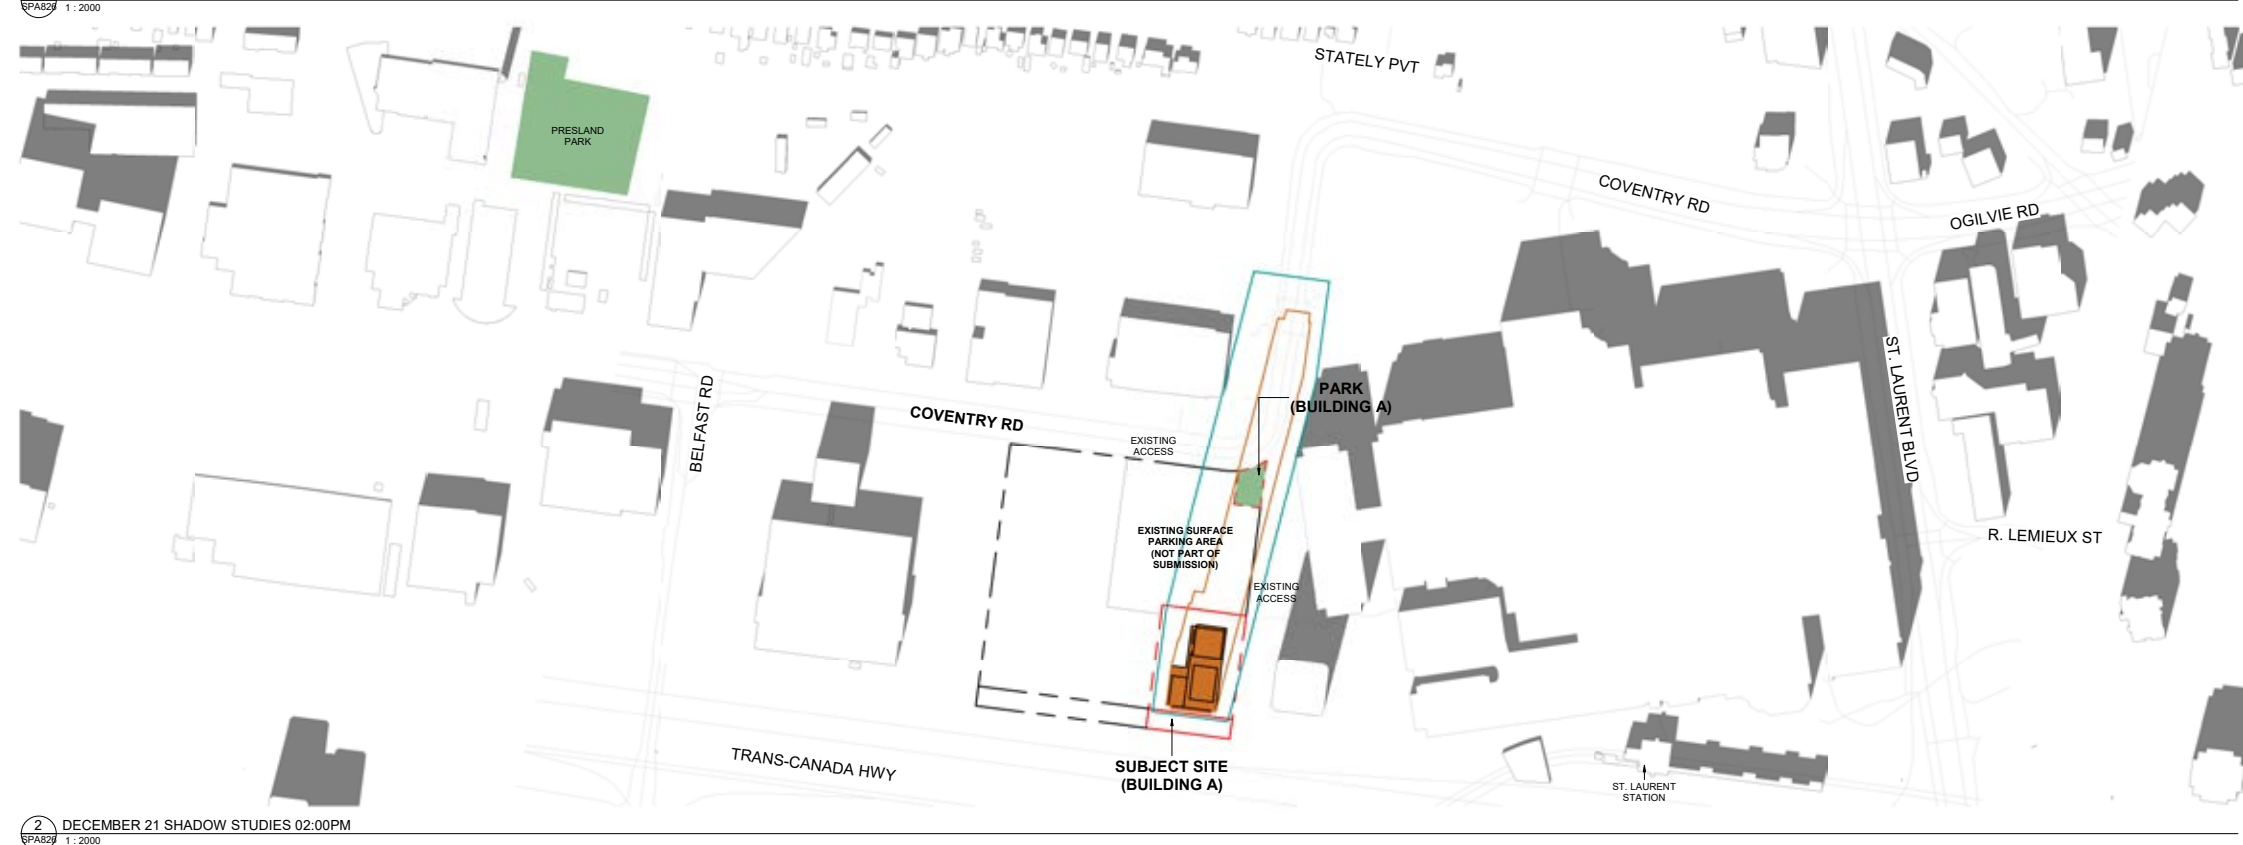 SPA826
1 : 2000
STATELY PVT
PRESLAND
PARK
COVENTRY RD
OGILVIE RD
ST. LAURENT BLVD
PARK
(BUILDING A)
BELFAST RD
COVENTRY RD
EXISTING
ACCESS
EXISTING SURFACE
PARKING AREA
(NOT PART OF
SUBMISSION)
R. LEMIEUX ST
EXISTING
ACCESS
TRANS-CANADA HWY
SUBJECT SITE
(BUILDING A)
ST. LAURENT
STATION
2
DECEMBER 21 SHADOW STUDIES 02:00PM
SPA826
1 : 2000